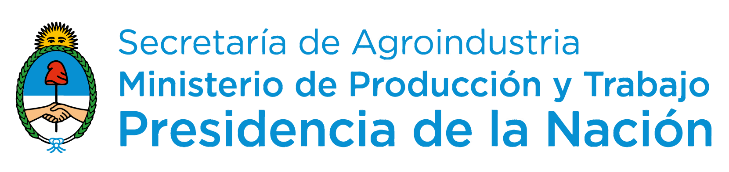 Secretaría de Agroindustria
Ministerio de Producción y Trabajo
Presidencia de la Nación